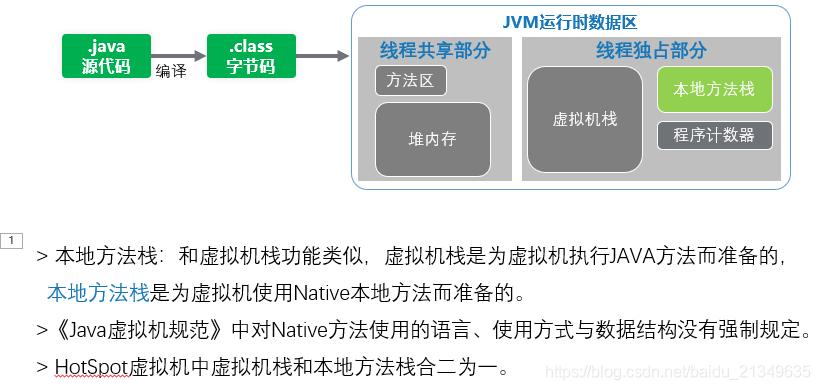 JVM运行时数据区
.java
源代码
编译
.class
字节码
线程共享部分
方法区
堆内存
线程独占部分
虚拟机栈
本地方法栈
程序计数器
1
> 本地方法栈：和虚拟机栈功能类似，虚拟机栈是为虚拟机执行JAVA方法而准备的，
本地方法栈是为虚拟机使用Native本地方法而准备的。
>《Java虚拟机规范》中对Native方法使用的语言、使用方式与数据结构没有强制规定。
> HotSpot虚拟机中虚拟机栈和本地方法栈合二为一。
https://blog.csdn.net/baidu_21349635